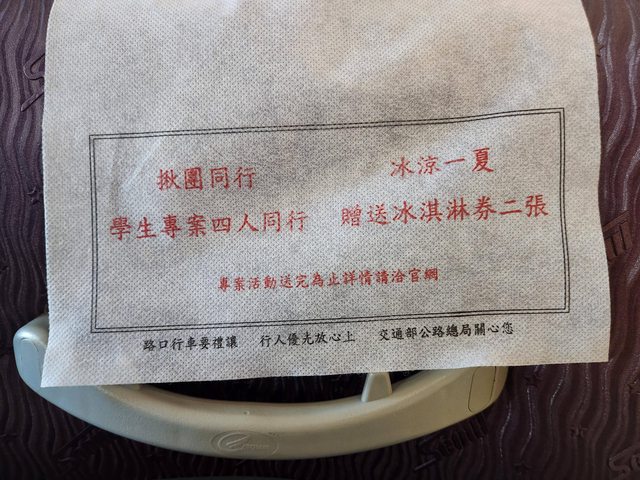 揪團同行 冰涼一夏
學生專案四人同行 贈送冰淇淋券二張
專案活動送完為止詳情請洽官網
路口行車要禮讓 行人優先放心上 交通部公路總局關心您